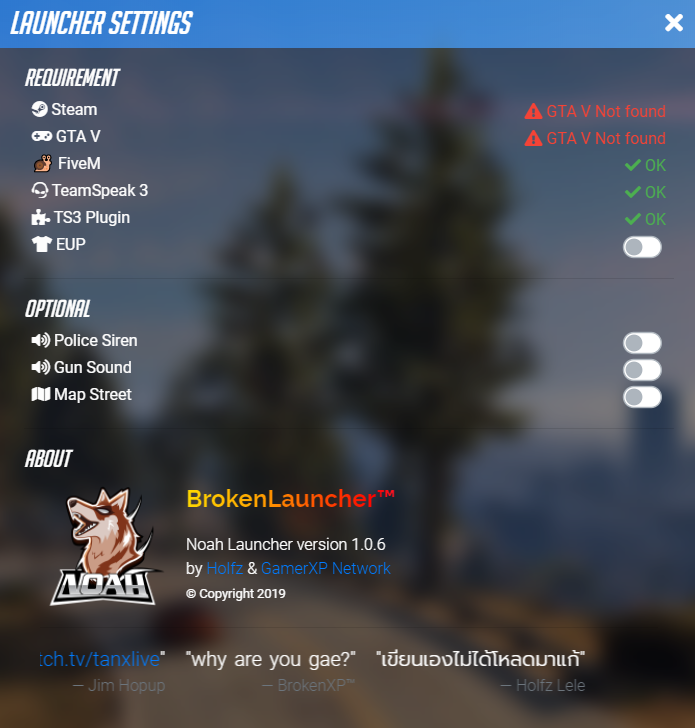 LAUNCHER SETTINGS
REQUIREMENT
Steam GTA V Not found
GTA V GTA V Not found
FiveM OK
TeamSpeak 3 OK
TS3 Plugin OK
EUP
OPTIONAL
Police Siren
Gun Sound
Map Street
ABOUT
BrokenLauncher™
Noah Launcher version 1.0.6
by Holfz & GamerXP Network
© Copyright 2019
NOAH
tch.tv/tanxlive" "why are you gae?" "เขียนเองไม่ได้โหลดมาแก้"
— Jim Hopup — BrokenXP™ — Holfz Lele